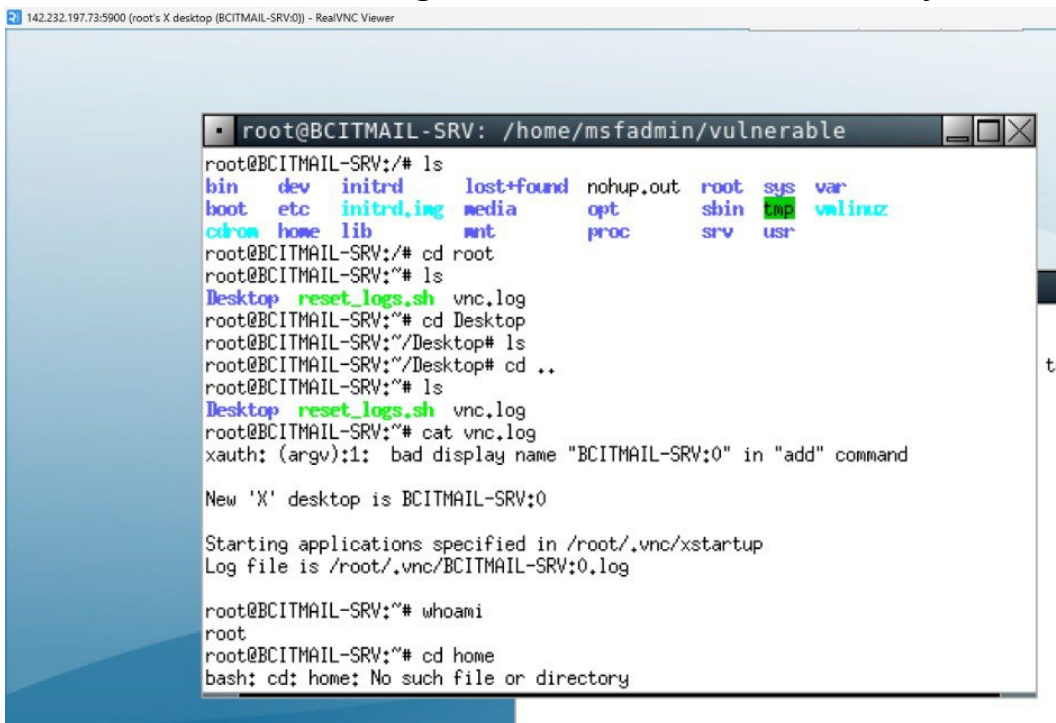 142.232.197.73:5900 (root's X desktop (BCITMAIL-SRV:0)) - RealVNC Viewer
root@BCITMAIL-SRV: /home/msfadmin/vulnerable
root@BCITMAIL-SRV:/# ls
bin dev initrd lost+found nohup.out root sys var
boot etc initrd.img media opt sbin tmp vmlinuz
cdrom home lib mnt proc srv usr
root@BCITMAIL-SRV:/# cd root
root@BCITMAIL-SRV:~# ls
Desktop reset_logs.sh vnc.log
root@BCITMAIL-SRV:~# cd Desktop
root@BCITMAIL-SRV:~/Desktop# ls
root@BCITMAIL-SRV:~/Desktop# cd ..
root@BCITMAIL-SRV:~# ls
Desktop reset_logs.sh vnc.log
root@BCITMAIL-SRV:~# cat vnc.log
xauth: (argv):1: bad display name "BCITMAIL-SRV:0" in "add" command
New 'X' desktop is BCITMAIL-SRV:0
Starting applications specified in /root/.vnc/xstartup
Log file is /root/.vnc/BCITMAIL-SRV:0.log
root@BCITMAIL-SRV:~# whoami
root
root@BCITMAIL-SRV:~# cd home
bash: cd: home: No such file or directory